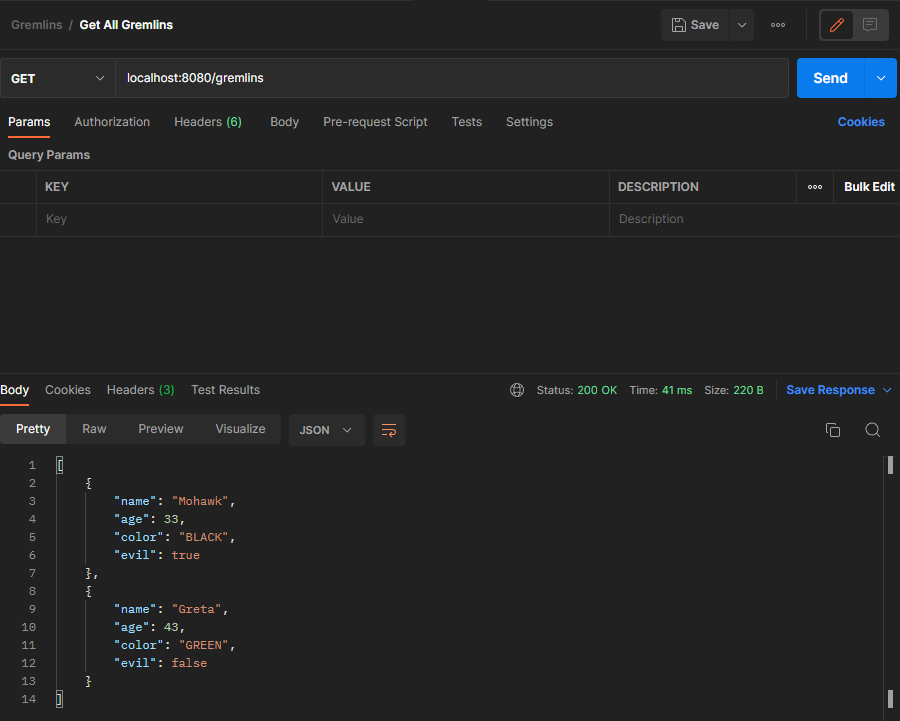 Gremlins / Get All Gremlins
Save
GET localhost:8080/gremlins Send
Params Authorization Headers (6) Body Pre-request Script Tests Settings Cookies
Query Params
KEY VALUE DESCRIPTION Bulk Edit
Key Value Description
Body Cookies Headers (3) Test Results Status: 200 OK Time: 41 ms Size: 220 B Save Response
Pretty Raw Preview Visualize JSON
1 [
2 {
3 "name": "Mohawk",
4 "age": 33,
5 "color": "BLACK",
6 "evil": true
7 },
8 {
9 "name": "Greta",
10 "age": 43,
11 "color": "GREEN",
12 "evil": false
13 }
14 ]